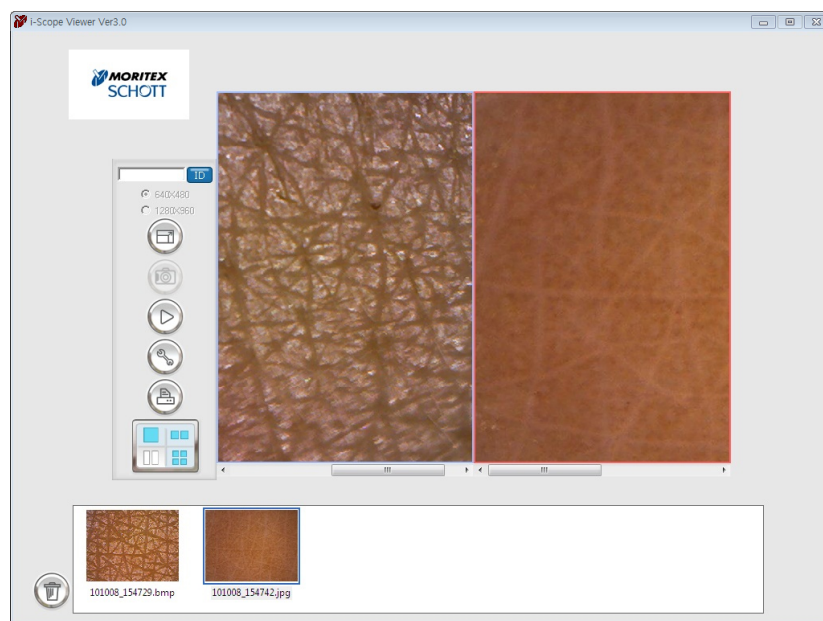 i-Scope Viewer Ver3.0
MORITEX
SCHOTT
ID
640X480
1280X960
101008_154729.bmp
101008_154742.jpg